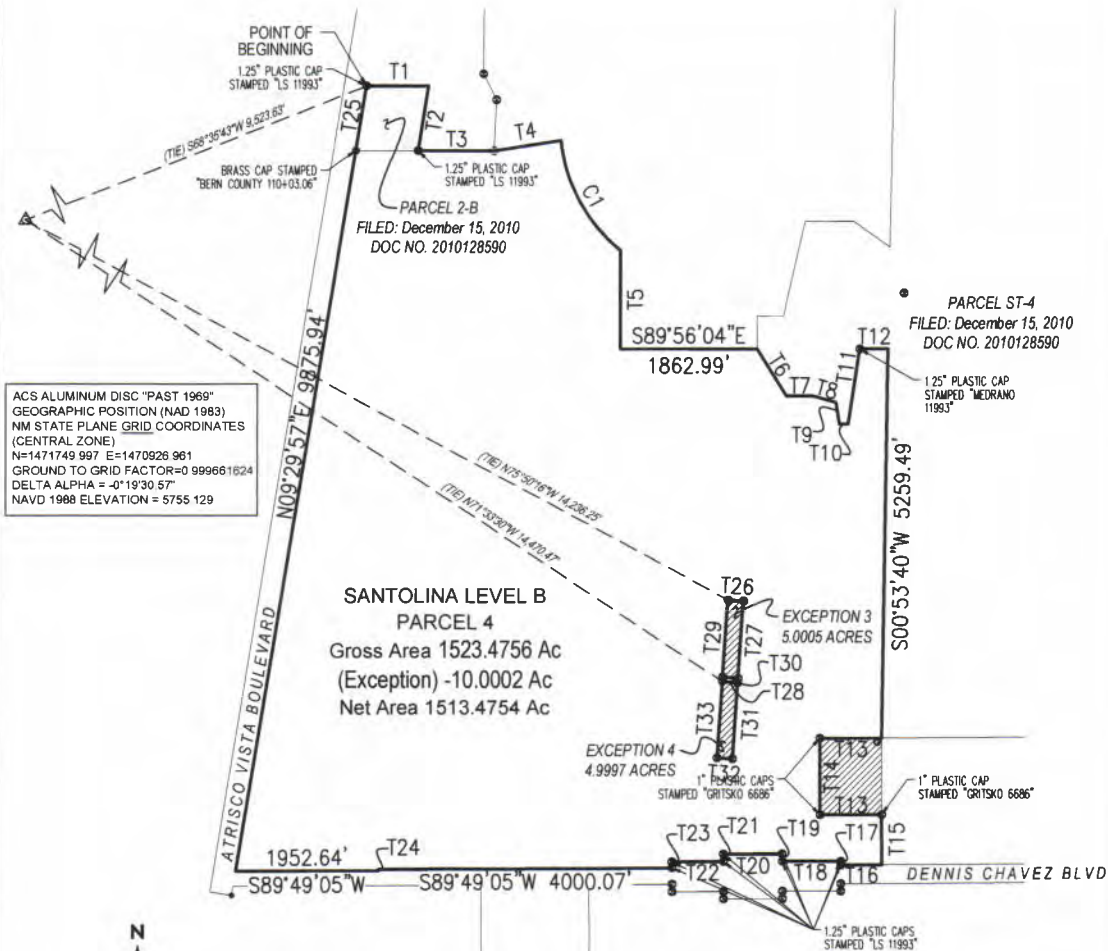 POINT OF
BEGINNING
1.25" PLASTIC CAP
STAMPED "LS 11993"
T1
T25
T2
T3
T4
(TIE) S68°35'43"W 9,523.63'
BRASS CAP STAMPED
"BERN COUNTY 110+03.06"
1.25" PLASTIC CAP
STAMPED "LS 11993"
C1
PARCEL 2-B
FILED: December 15, 2010
DOC NO. 2010128590
T5
PARCEL ST-4
FILED: December 15, 2010
DOC NO. 2010128590
S89°56'04"E
1862.99'
T6
T7
T8
T9
T10
T11
T12
1.25" PLASTIC CAP
STAMPED "MEDRANO
11993"
ACS ALUMINUM DISC "PAST 1969"
GEOGRAPHIC POSITION (NAD 1983)
NM STATE PLANE GRID COORDINATES
(CENTRAL ZONE)
N=1471749 997 E=1470926 961
GROUND TO GRID FACTOR=0 999661624
DELTA ALPHA = -0°19'30.57"
NAVD 1988 ELEVATION = 5755 129
N09°29'57"E 9875.94'
(TIE) N75°50'16"W 14,236.25'
(TIE) N71°33'30"W 14,470.47'
S00°53'40"W 5259.49'
SANTOLINA LEVEL B
PARCEL 4
Gross Area 1523.4756 Ac
(Exception) -10.0002 Ac
Net Area 1513.4754 Ac
T26
T29
T27
EXCEPTION 3
5.0005 ACRES
T30
T28
T33
T31
EXCEPTION 4
4.9997 ACRES
T32
1" PLASTIC CAPS
STAMPED "GRITSKO 6686"
T13
T14
T13
1" PLASTIC CAP
STAMPED "GRITSKO 6686"
T15
ATRISCO VISTA BOULEVARD
1952.64'
T24
S89°49'05"W
S89°49'05"W 4000.07'
T23
T21
T19
T17
T22
T20
T18
T16
DENNIS CHAVEZ BLVD
1.25" PLASTIC CAPS
STAMPED "LS 11993"
N